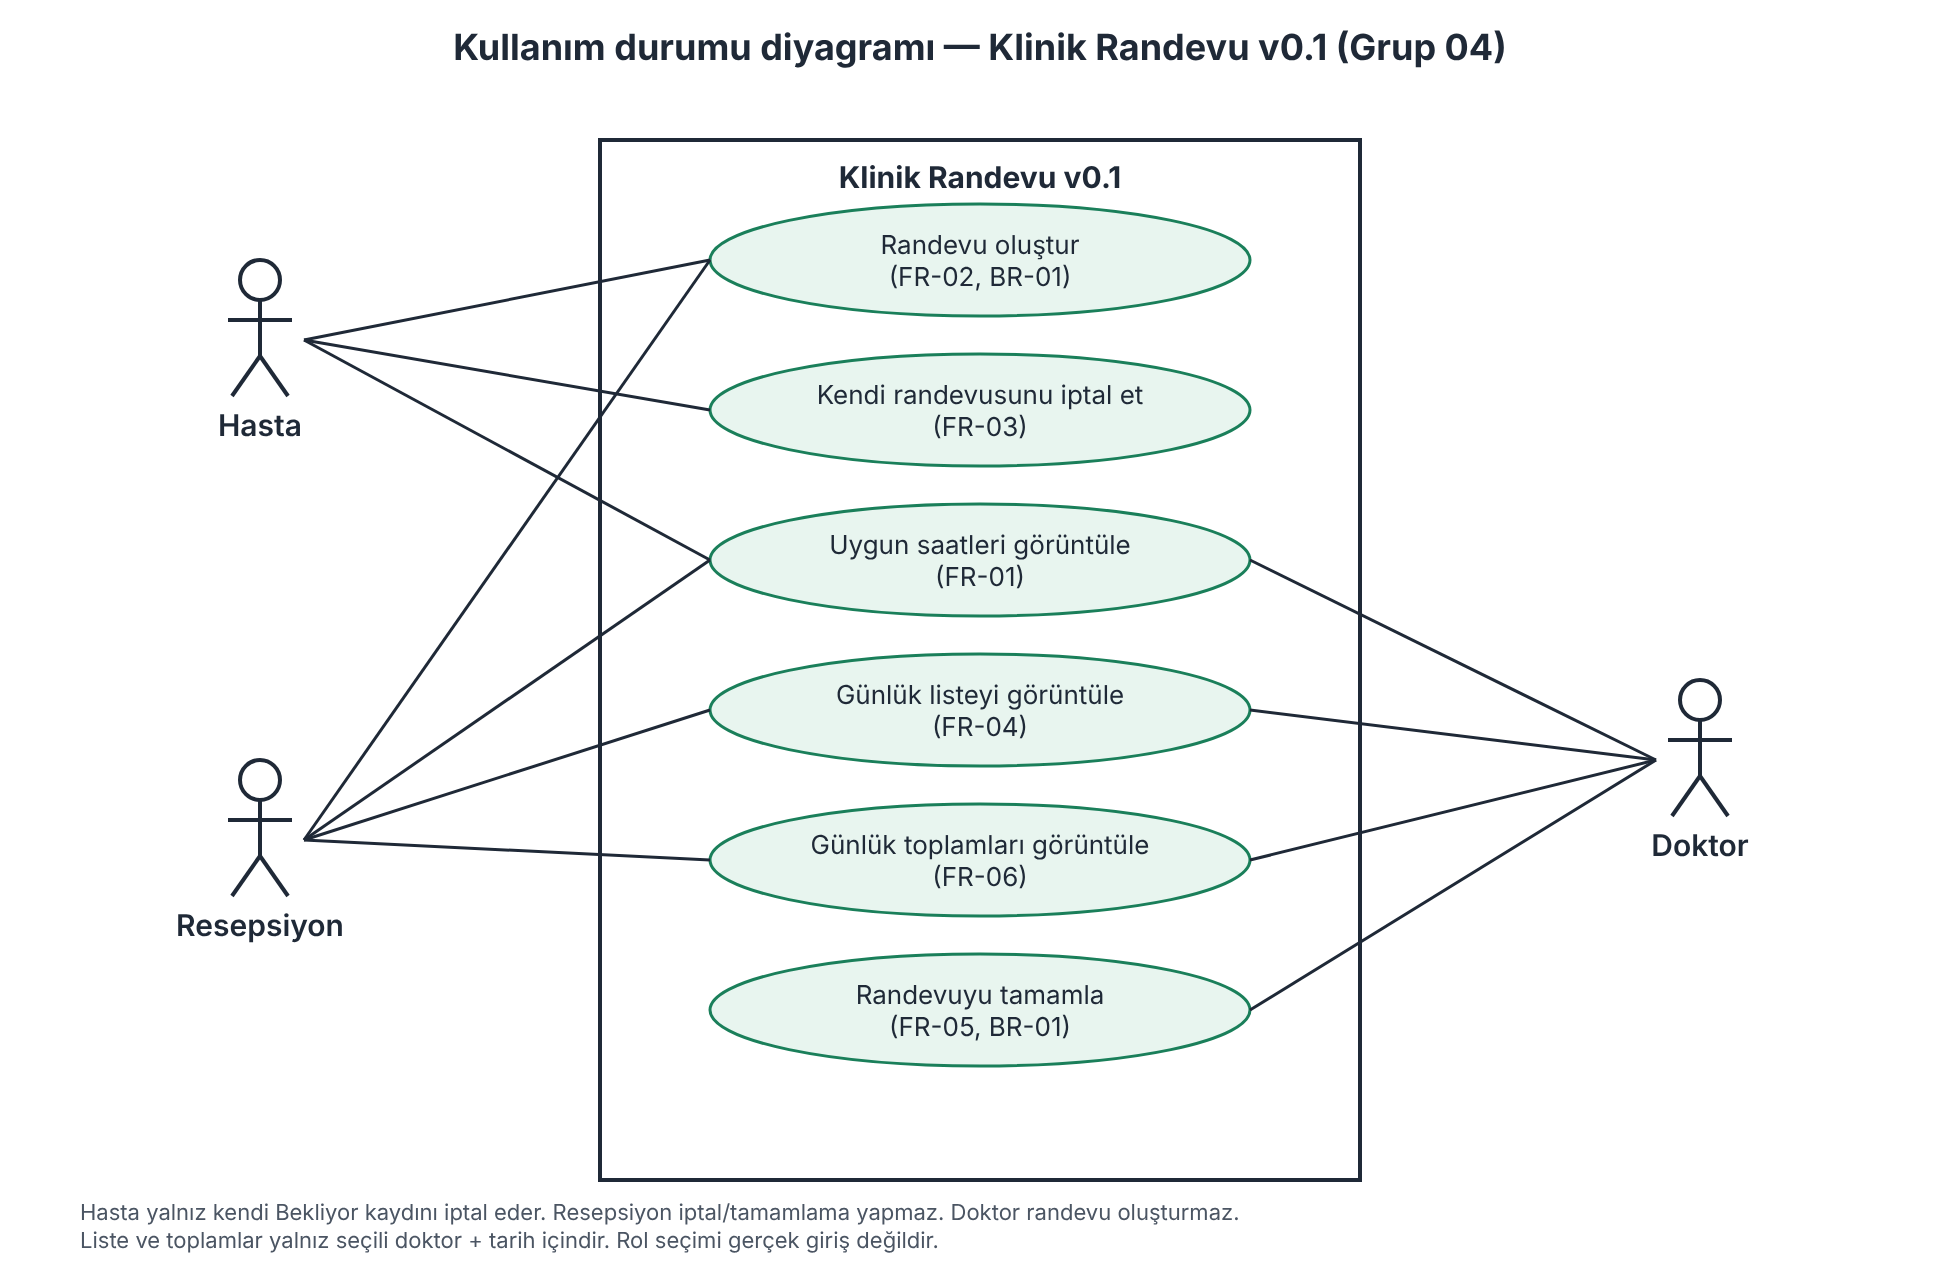 Kullanım durumu diyagramı — Klinik Randevu v0.1 (Grup 04)
Klinik Randevu v0.1
Randevu oluştur
(FR-02, BR-01)
Kendi randevusunu iptal et
(FR-03)
Hasta
Uygun saatleri görüntüle
(FR-01)
Günlük listeyi görüntüle
(FR-04)
Günlük toplamları görüntüle
(FR-06)
Doktor
Resepsiyon
Randevuyu tamamla
(FR-05, BR-01)
Hasta yalnız kendi Bekliyor kaydını iptal eder. Resepsiyon iptal/tamamlama yapmaz. Doktor randevu oluşturmaz.
Liste ve toplamlar yalnız seçili doktor + tarih içindir. Rol seçimi gerçek giriş değildir.